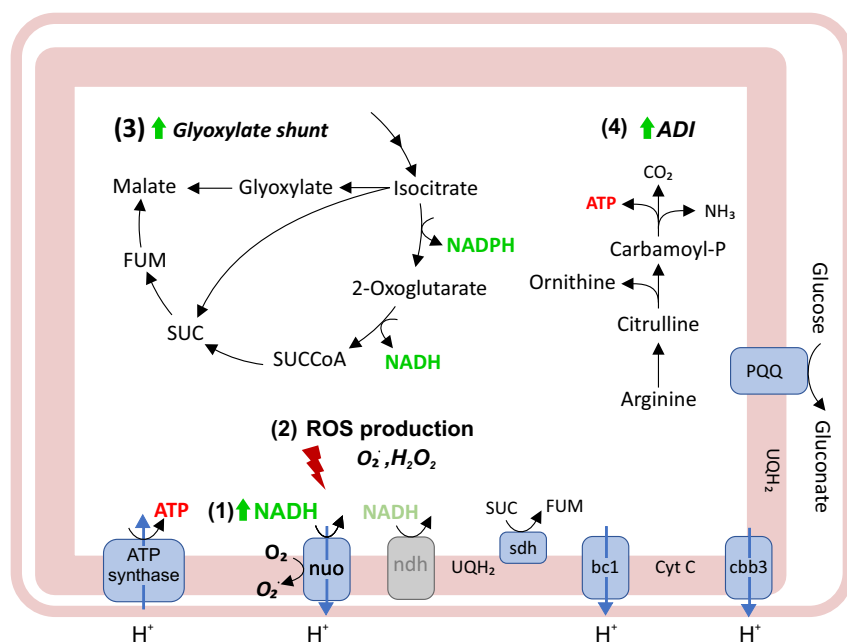 (3) Glyoxylate shunt
(4) ADI
CO₂
ATP
NH₃
Malate
Glyoxylate
Isocitrate
NADPH
Carbamoyl-P
FUM
2-Oxoglutarate
Ornithine
SUC
Citrulline
SUCCoA
NADH
Arginine
Glucose
PQQ
Gluconate
UQH₂
(2) ROS production
O₂˙,H₂O₂
ATP
(1) NADH
NADH
SUC
FUM
O₂
O₂˙
ATP
synthase
nuo
ndh
UQH₂
sdh
bc1
Cyt C
cbb3
H⁺
H⁺
H⁺
H⁺